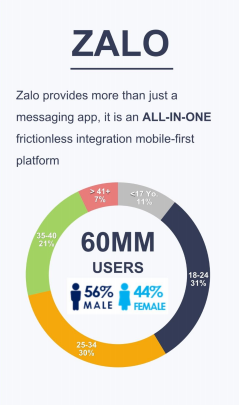 ZALO
Zalo provides more than just a
messaging app, it is an ALL-IN-ONE
frictionless integration mobile-first
platform
> 41+
7%
<17 Yo
11%
35-40
21%
60MM
USERS
56%
MALE
44%
FEMALE
18-24
31%
25-34
30%